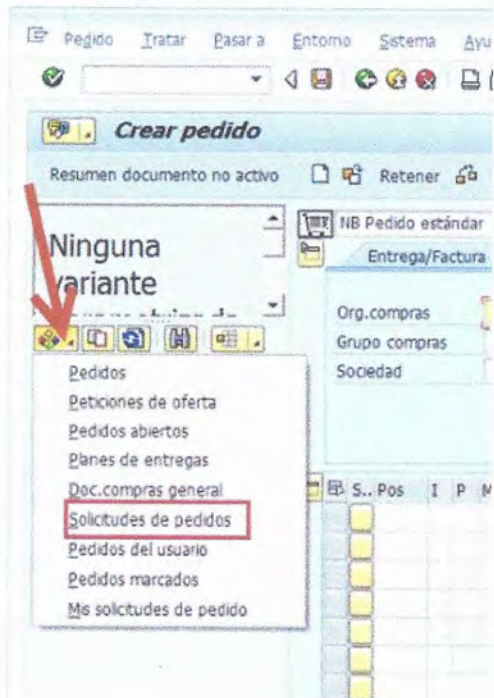 Pedido Tratar Pasar a Entorno Sistema Ayu
Crear pedido
Resumen documento no activo Retener
NB Pedido estándar
Ninguna
variante
Entrega/Factura
Org.compras
Grupo compras
Sociedad
Pedidos
Peticiones de oferta
Pedidos abiertos
Planes de entregas
Doc.compras general
Solicitudes de pedidos
Pedidos del usuario
Pedidos marcados
Mis solicitudes de pedido
S.. Pos I P M